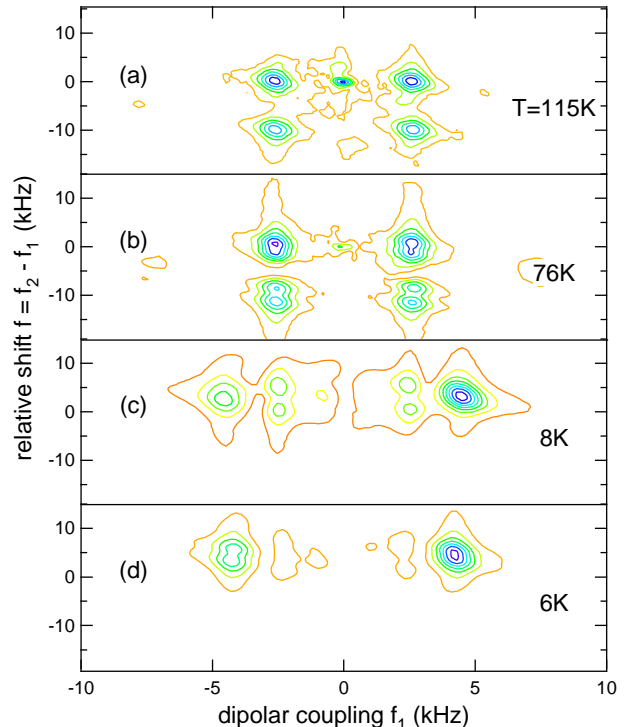 relative shift f = f₂ - f₁ (kHz)
10
0
-10
(a)
T=115K
10
0
-10
(b)
76K
10
0
-10
(c)
8K
10
0
-10
(d)
6K
-10
-5
0
5
10
dipolar coupling f₁ (kHz)